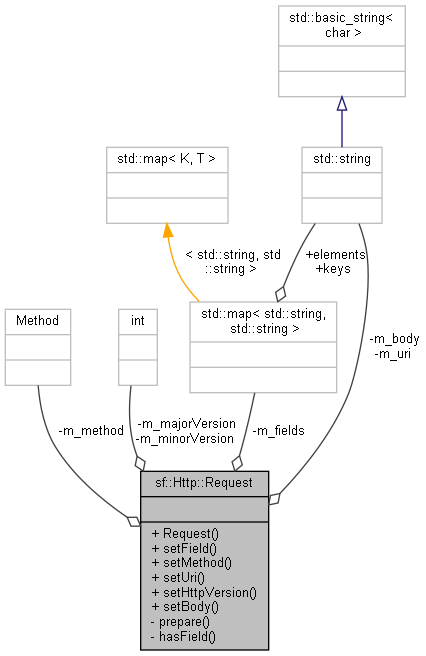 std::basic_string<
char >
std::map< K, T >
std::string
< std::string, std
::string >
+elements
+keys
Method
int
std::map< std::string,
std::string >
-m_body
-m_uri
-m_method
-m_majorVersion
-m_minorVersion
-m_fields
sf::Http::Request
+ Request()
+ setField()
+ setMethod()
+ setUri()
+ setHttpVersion()
+ setBody()
- prepare()
- hasField()